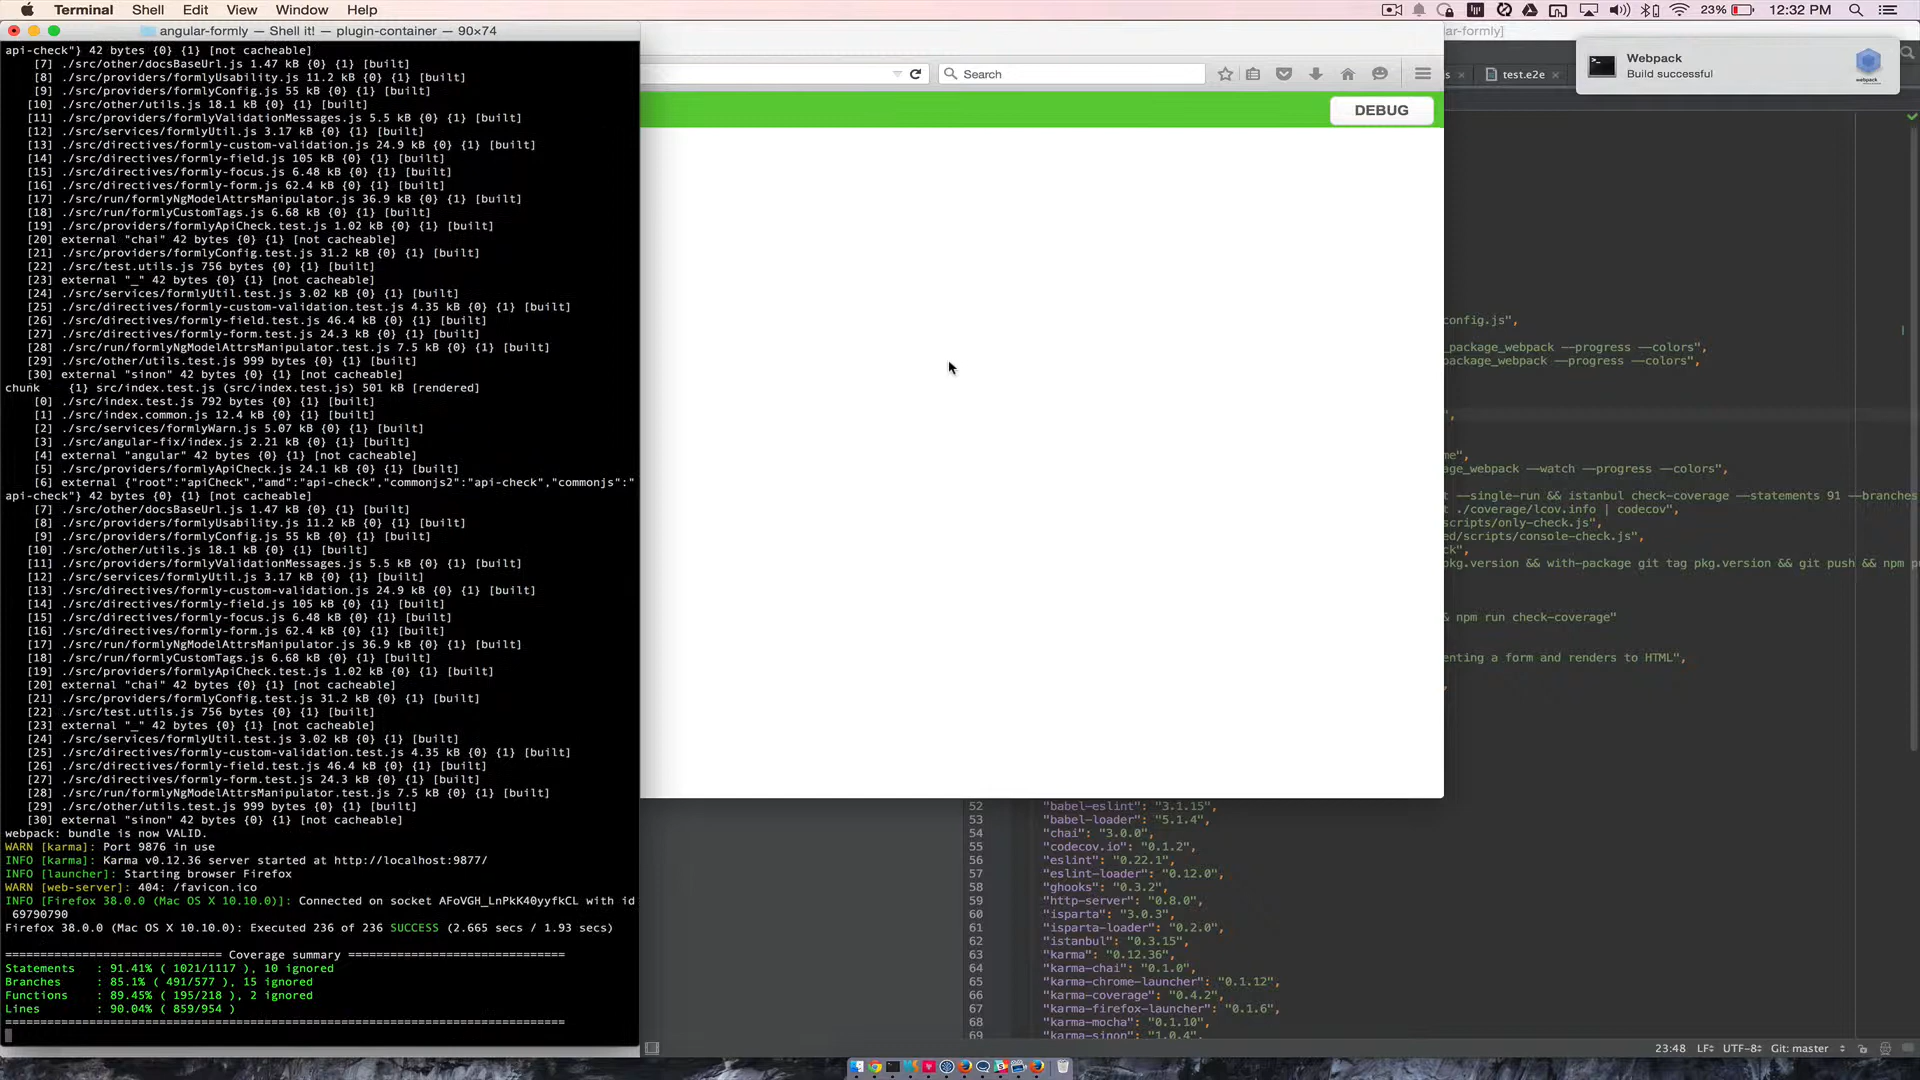 Terminal Shell Edit View Window Help
23% 12:32 PM
angular-formly — Shell it! — plugin-container — 90×74
api-check"} 42 bytes {0} {1} [not cacheable]
[7] ./src/other/docsBaseUrl.js 1.47 kB {0} {1} [built]
[8] ./src/providers/formlyUsability.js 11.2 kB {0} {1} [built]
[9] ./src/providers/formlyConfig.js 55 kB {0} {1} [built]
[10] ./src/other/utils.js 18.1 kB {0} {1} [built]
[11] ./src/providers/formlyValidationMessages.js 5.5 kB {0} {1} [built]
[12] ./src/services/formlyUtil.js 3.17 kB {0} {1} [built]
[13] ./src/directives/formly-custom-validation.js 24.9 kB {0} {1} [built]
[14] ./src/directives/formly-field.js 105 kB {0} {1} [built]
[15] ./src/directives/formly-focus.js 6.48 kB {0} {1} [built]
[16] ./src/directives/formly-form.js 62.4 kB {0} {1} [built]
[17] ./src/run/formlyNgModelAttrsManipulator.js 36.9 kB {0} {1} [built]
[18] ./src/run/formlyCustomTags.js 6.68 kB {0} {1} [built]
[19] ./src/providers/formlyApiCheck.test.js 1.02 kB {0} {1} [built]
[20] external "chai" 42 bytes {0} {1} [not cacheable]
[21] ./src/providers/formlyConfig.test.js 31.2 kB {0} {1} [built]
[22] ./src/test.utils.js 756 bytes {0} {1} [built]
[23] external "_" 42 bytes {0} {1} [not cacheable]
[24] ./src/services/formlyUtil.test.js 3.02 kB {0} {1} [built]
[25] ./src/directives/formly-custom-validation.test.js 4.35 kB {0} {1} [built]
[26] ./src/directives/formly-field.test.js 46.4 kB {0} {1} [built]
[27] ./src/directives/formly-form.test.js 24.3 kB {0} {1} [built]
[28] ./src/run/formlyNgModelAttrsManipulator.test.js 7.5 kB {0} {1} [built]
[29] ./src/other/utils.test.js 999 bytes {0} {1} [built]
[30] external "sinon" 42 bytes {0} {1} [not cacheable]
chunk {1} src/index.test.js (src/index.test.js) 501 kB [rendered]
[0] ./src/index.test.js 792 bytes {0} {1} [built]
[1] ./src/index.common.js 12.4 kB {0} {1} [built]
[2] ./src/services/formlyWarn.js 5.07 kB {0} {1} [built]
[3] ./src/angular-fix/index.js 2.21 kB {0} {1} [built]
[4] external "angular" 42 bytes {0} {1} [not cacheable]
[5] ./src/providers/formlyApiCheck.js 24.1 kB {0} {1} [built]
[6] external {"root":"apiCheck","amd":"api-check","commonjs2":"api-check","commonjs":"
api-check"} 42 bytes {0} {1} [not cacheable]
[7] ./src/other/docsBaseUrl.js 1.47 kB {0} {1} [built]
[8] ./src/providers/formlyUsability.js 11.2 kB {0} {1} [built]
[9] ./src/providers/formlyConfig.js 55 kB {0} {1} [built]
[10] ./src/other/utils.js 18.1 kB {0} {1} [built]
[11] ./src/providers/formlyValidationMessages.js 5.5 kB {0} {1} [built]
[12] ./src/services/formlyUtil.js 3.17 kB {0} {1} [built]
[13] ./src/directives/formly-custom-validation.js 24.9 kB {0} {1} [built]
[14] ./src/directives/formly-field.js 105 kB {0} {1} [built]
[15] ./src/directives/formly-focus.js 6.48 kB {0} {1} [built]
[16] ./src/directives/formly-form.js 62.4 kB {0} {1} [built]
[17] ./src/run/formlyNgModelAttrsManipulator.js 36.9 kB {0} {1} [built]
[18] ./src/run/formlyCustomTags.js 6.68 kB {0} {1} [built]
[19] ./src/providers/formlyApiCheck.test.js 1.02 kB {0} {1} [built]
[20] external "chai" 42 bytes {0} {1} [not cacheable]
[21] ./src/providers/formlyConfig.test.js 31.2 kB {0} {1} [built]
[22] ./src/test.utils.js 756 bytes {0} {1} [built]
[23] external "_" 42 bytes {0} {1} [not cacheable]
[24] ./src/services/formlyUtil.test.js 3.02 kB {0} {1} [built]
[25] ./src/directives/formly-custom-validation.test.js 4.35 kB {0} {1} [built]
[26] ./src/directives/formly-field.test.js 46.4 kB {0} {1} [built]
[27] ./src/directives/formly-form.test.js 24.3 kB {0} {1} [built]
[28] ./src/run/formlyNgModelAttrsManipulator.test.js 7.5 kB {0} {1} [built]
[29] ./src/other/utils.test.js 999 bytes {0} {1} [built]
[30] external "sinon" 42 bytes {0} {1} [not cacheable]
webpack: bundle is now VALID.
WARN [karma]: Port 9876 in use
INFO [karma]: Karma v0.12.36 server started at http://localhost:9877/
INFO [launcher]: Starting browser Firefox
WARN [web-server]: 404: /favicon.ico
INFO [Firefox 38.0.0 (Mac OS X 10.10.0)]: Connected on socket AFoVGH_LnPkK40yyfkCL with id
69790790
Firefox 38.0.0 (Mac OS X 10.10.0): Executed 236 of 236 SUCCESS (2.665 secs / 1.93 secs)
=============================== Coverage summary ===============================
Statements : 91.41% ( 1021/1117 ), 10 ignored
Branches : 85.1% ( 491/577 ), 15 ignored
Functions : 89.45% ( 195/218 ), 2 ignored
Lines : 90.04% ( 859/954 )
================================================================================
Search
DEBUG
ar-formly]
s test.e2e
Webpack
Build successful
webpack
config.js",
_package_webpack --progress --colors",
package_webpack --progress --colors",
",
me",
age_webpack --watch --progress --colors",
t --single-run && istanbul check-coverage --statements 91 --branches
t ./coverage/lcov.info | codecov",
scripts/only-check.js",
ed/scripts/console-check.js",
ck",
pkg.version && with-package git tag pkg.version && git push && npm p
& npm run check-coverage"
enting a form and renders to HTML",
52 "babel-eslint": "3.1.15",
53 "babel-loader": "5.1.4",
54 "chai": "3.0.0",
55 "codecov.io": "0.1.2",
56 "eslint": "0.22.1",
57 "eslint-loader": "0.12.0",
58 "ghooks": "0.3.2",
59 "http-server": "0.8.0",
60 "isparta": "3.0.3",
61 "isparta-loader": "0.2.0",
62 "istanbul": "0.3.15",
63 "karma": "0.12.36",
64 "karma-chai": "0.1.0",
65 "karma-chrome-launcher": "0.1.12",
66 "karma-coverage": "0.4.2",
67 "karma-firefox-launcher": "0.1.6",
68 "karma-mocha": "0.1.10",
69 "karma-sinon": "1.0.4",
23:48 LF UTF-8 Git: master